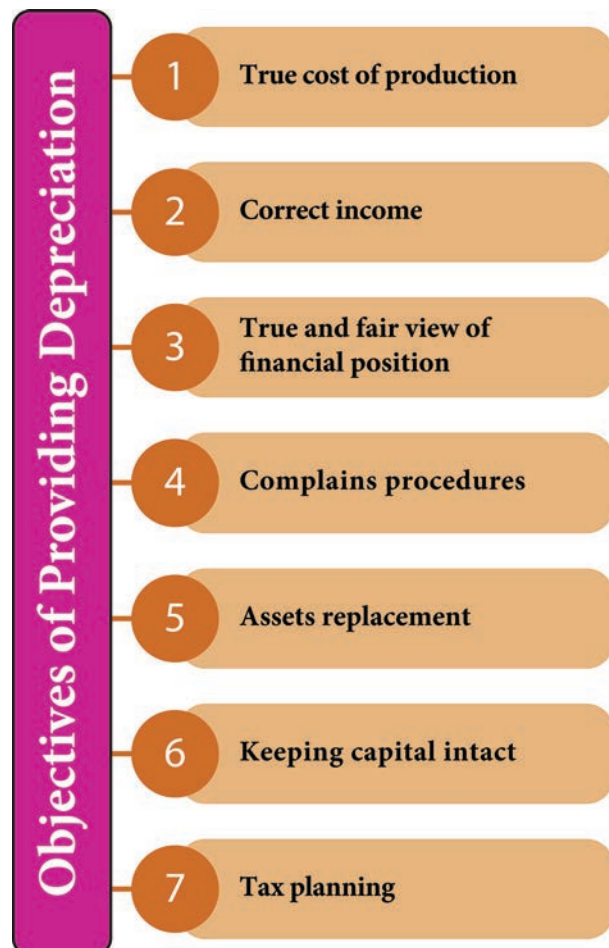 Objectives of Providing Depreciation
1
True cost of production
2
Correct income
3
True and fair view of
financial position
4
Complains procedures
5
Assets replacement
6
Keeping capital intact
7
Tax planning